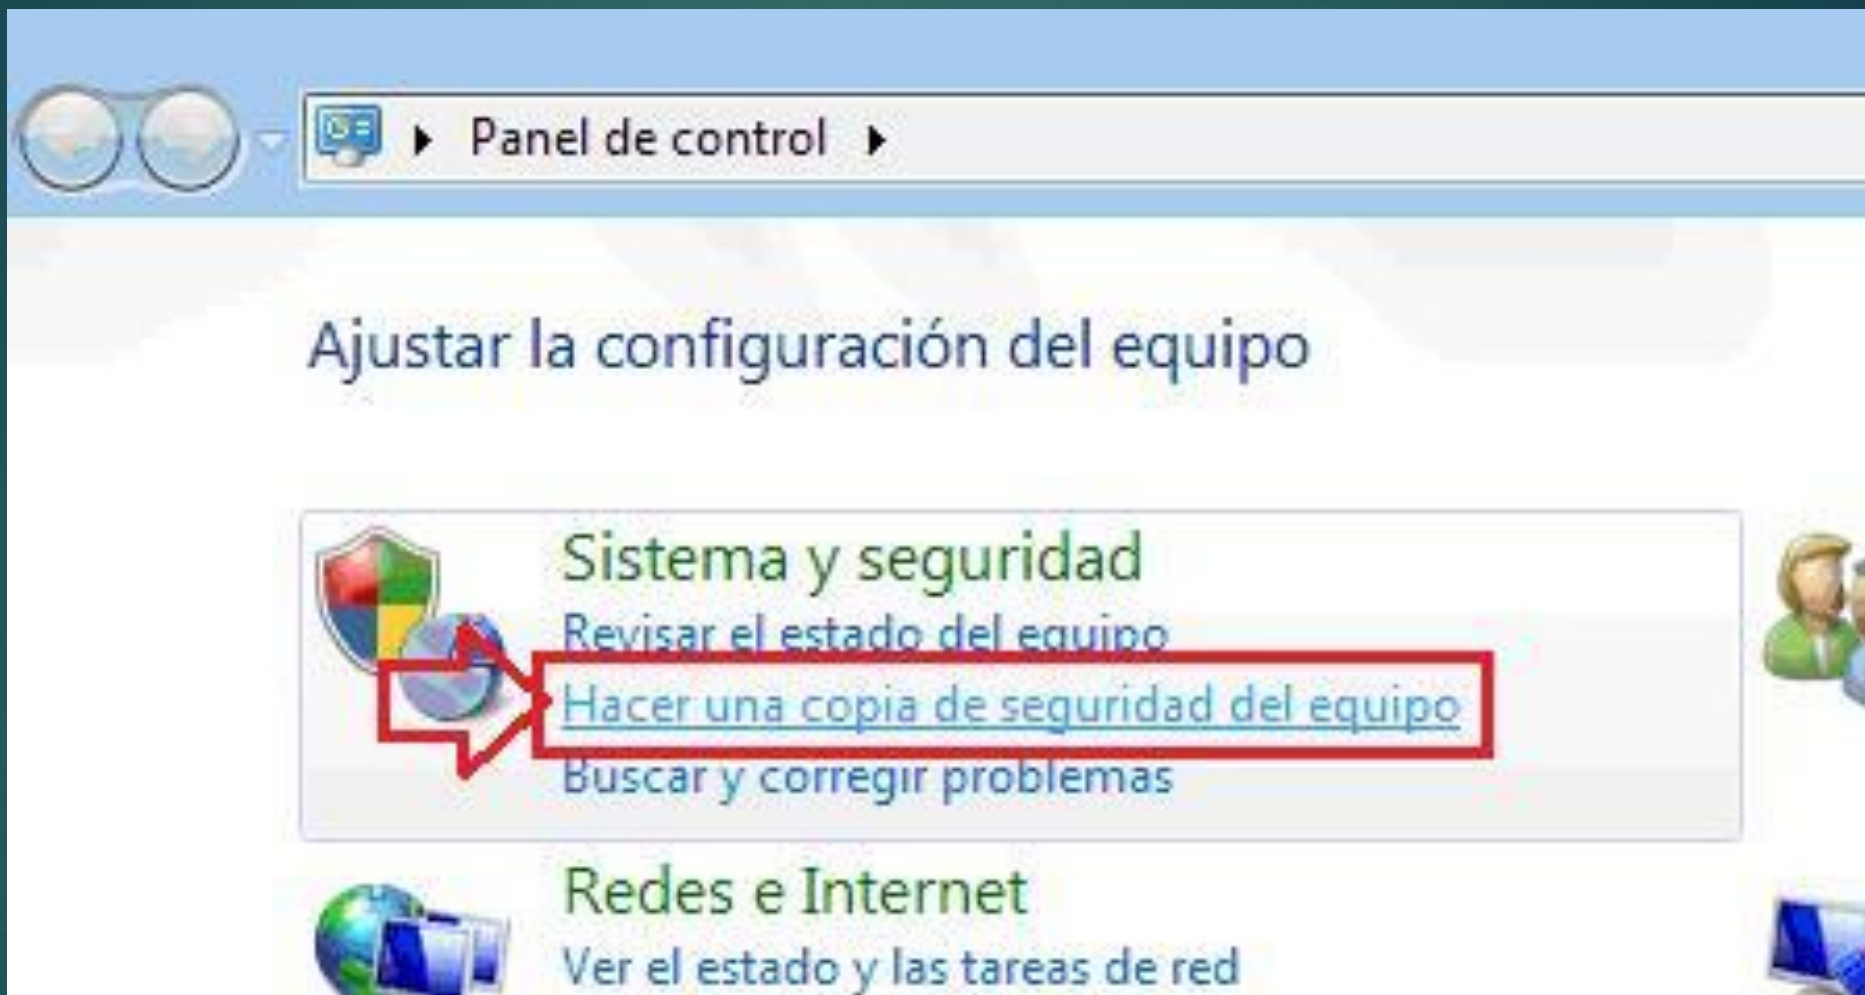 Panel de control
Ajustar la configuración del equipo
Sistema y seguridad
Revisar el estado del equipo
Hacer una copia de seguridad del equipo
Buscar y corregir problemas
Redes e Internet
Ver el estado y las tareas de red